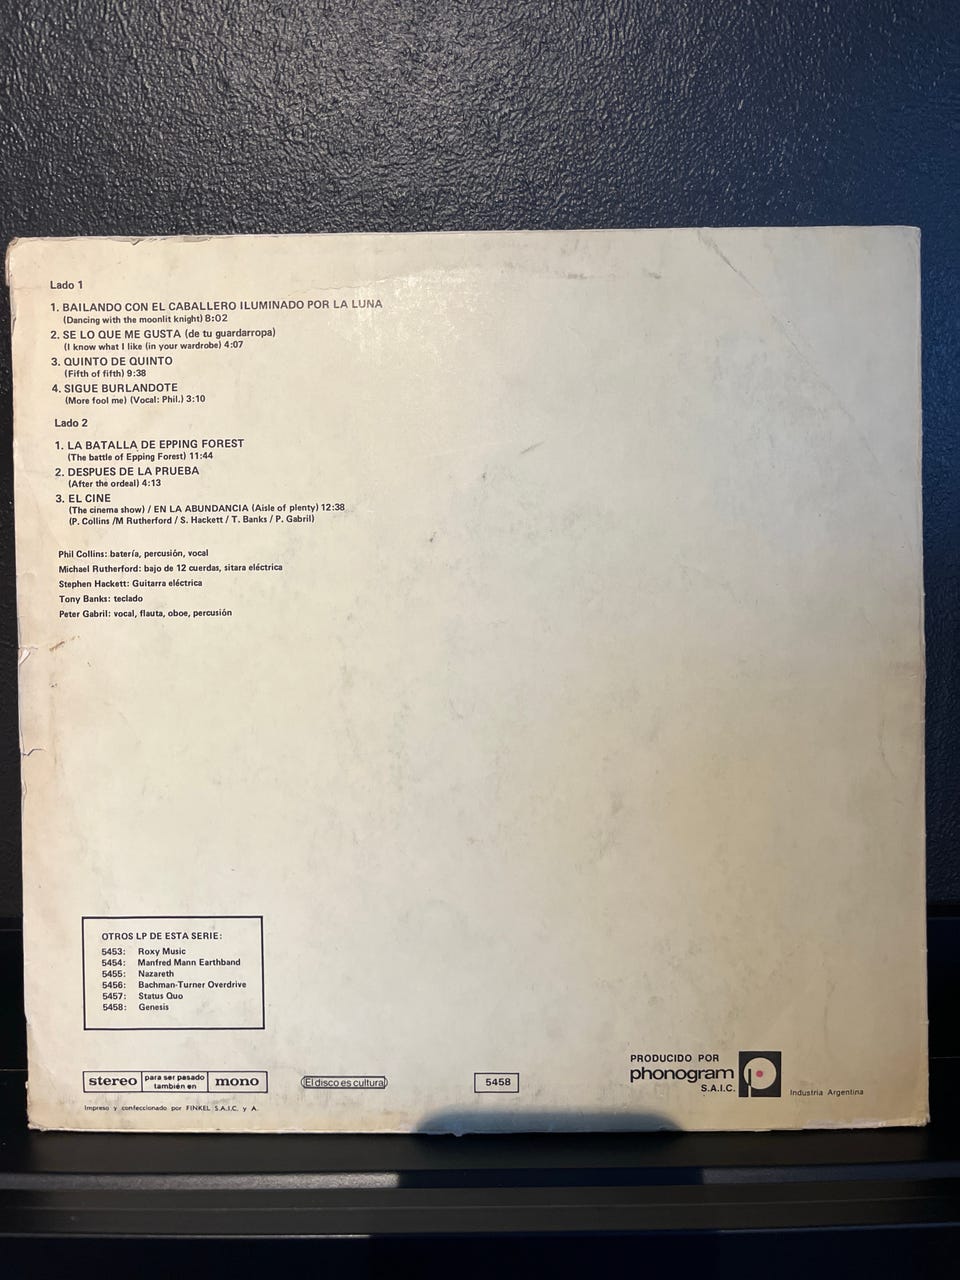 Lado 1
1. BAILANDO CON EL CABALLERO ILUMINADO POR LA LUNA
(Dancing with the moonlit knight) 8:02
2. SE LO QUE ME GUSTA (de tu guardarropa)
(I know what I like (in your wardrobe) 4:07
3. QUINTO DE QUINTO
(Fifth of fifth) 9:38
4. SIGUE BURLANDOTE
(More fool me) (Vocal: Phil.) 3:10
Lado 2
1. LA BATALLA DE EPPING FOREST
(The battle of Epping Forest) 11:44
2. DESPUES DE LA PRUEBA
(After the ordeal) 4:13
3. EL CINE
(The cinema show) / EN LA ABUNDANCIA (Aisle of plenty) 12:38
(P. Collins /M Rutherford / S. Hackett / T. Banks / P. Gabril)
Phil Collins: batería, percusión, vocal
Michael Rutherford: bajo de 12 cuerdas, sitara eléctrica
Stephen Hackett: Guitarra eléctrica
Tony Banks: teclado
Peter Gabril: vocal, flauta, oboe, percusión
OTROS LP DE ESTA SERIE:
5453: Roxy Music
5454: Manfred Mann Earthband
5455: Nazareth
5456: Bachman-Turner Overdrive
5457: Status Quo
5458: Genesis
stereo para ser pasado también en mono
El disco es cultura
5458
PRODUCIDO POR
phonogram
S.A.I.C.
Industria Argentina
Impreso y confeccionado por FINKEL S.A.I.C. y A.